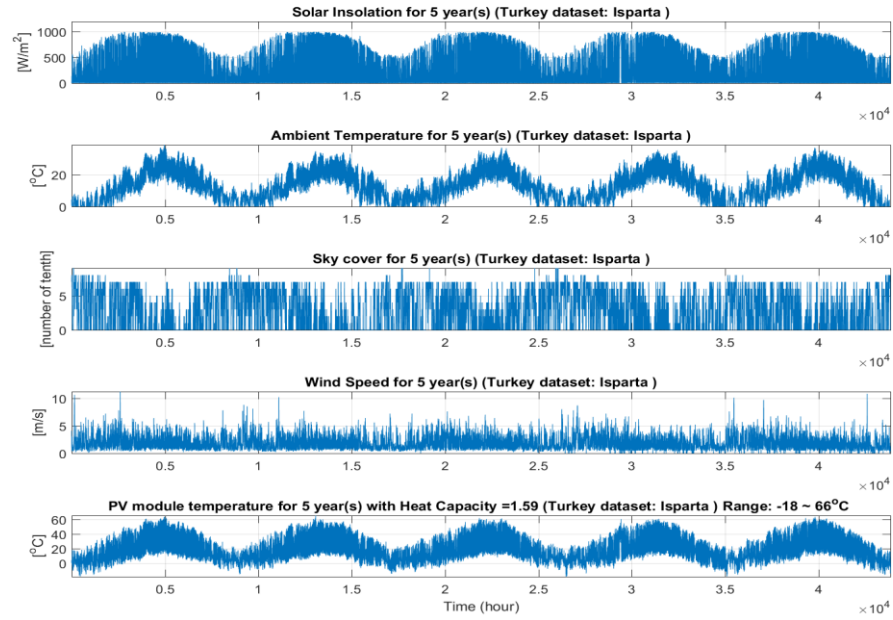 Solar Insolation for 5 year(s) (Turkey dataset: Isparta )
[W/m2]
1000
500
0
0.5 1 1.5 2 2.5 3 3.5 4
×10^4
Ambient Temperature for 5 year(s) (Turkey dataset: Isparta )
[oC]
20
0
0.5 1 1.5 2 2.5 3 3.5 4
×10^4
Sky cover for 5 year(s) (Turkey dataset: Isparta )
[number of tenth]
5
0
0.5 1 1.5 2 2.5 3 3.5 4
×10^4
Wind Speed for 5 year(s) (Turkey dataset: Isparta )
[m/s]
10
5
0
0.5 1 1.5 2 2.5 3 3.5 4
×10^4
PV module temperature for 5 year(s) with Heat Capacity =1.59 (Turkey dataset: Isparta ) Range: -18 ~ 66oC
[oC]
60
40
20
0
0.5 1 1.5 2 2.5 3 3.5 4
Time (hour)
×10^4